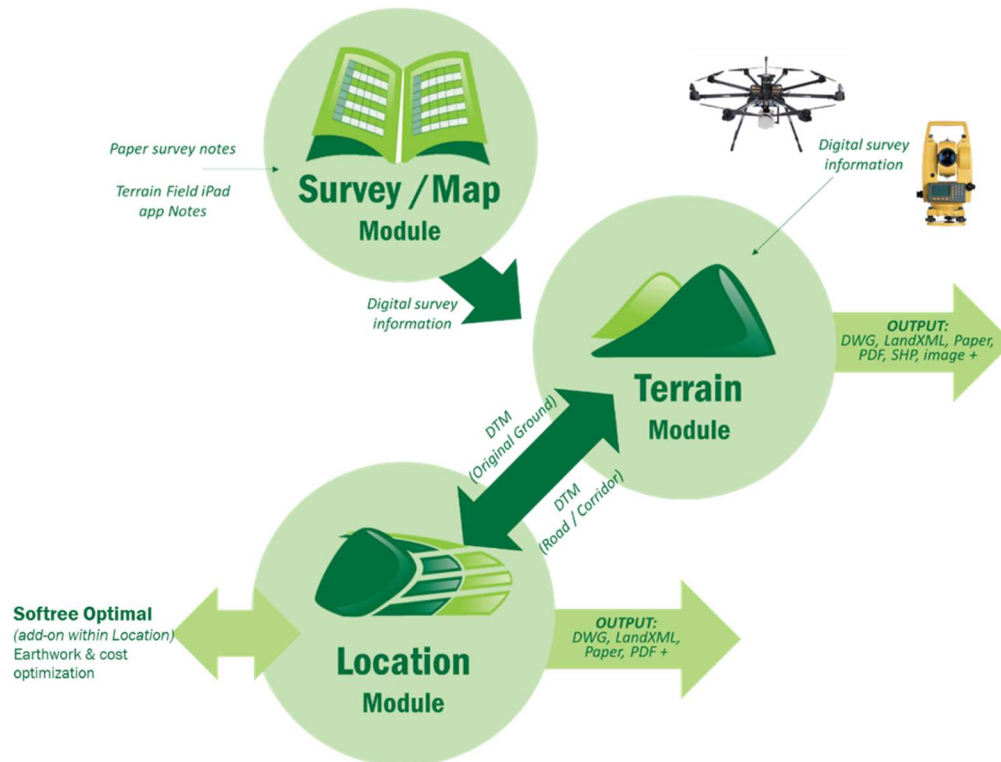 Paper survey notes
Terrain Field iPad
app Notes
Survey / Map
Module
Digital survey
information
Digital survey
information
OUTPUT:
DWG, LandXML, Paper,
PDF, SHP, image +
Terrain
Module
DTM
(Original Ground)
DTM
(Road / Corridor)
Softree Optimal
(add-on within Location)
Earthwork & cost
optimization
Location
Module
OUTPUT:
DWG, LandXML,
Paper, PDF +